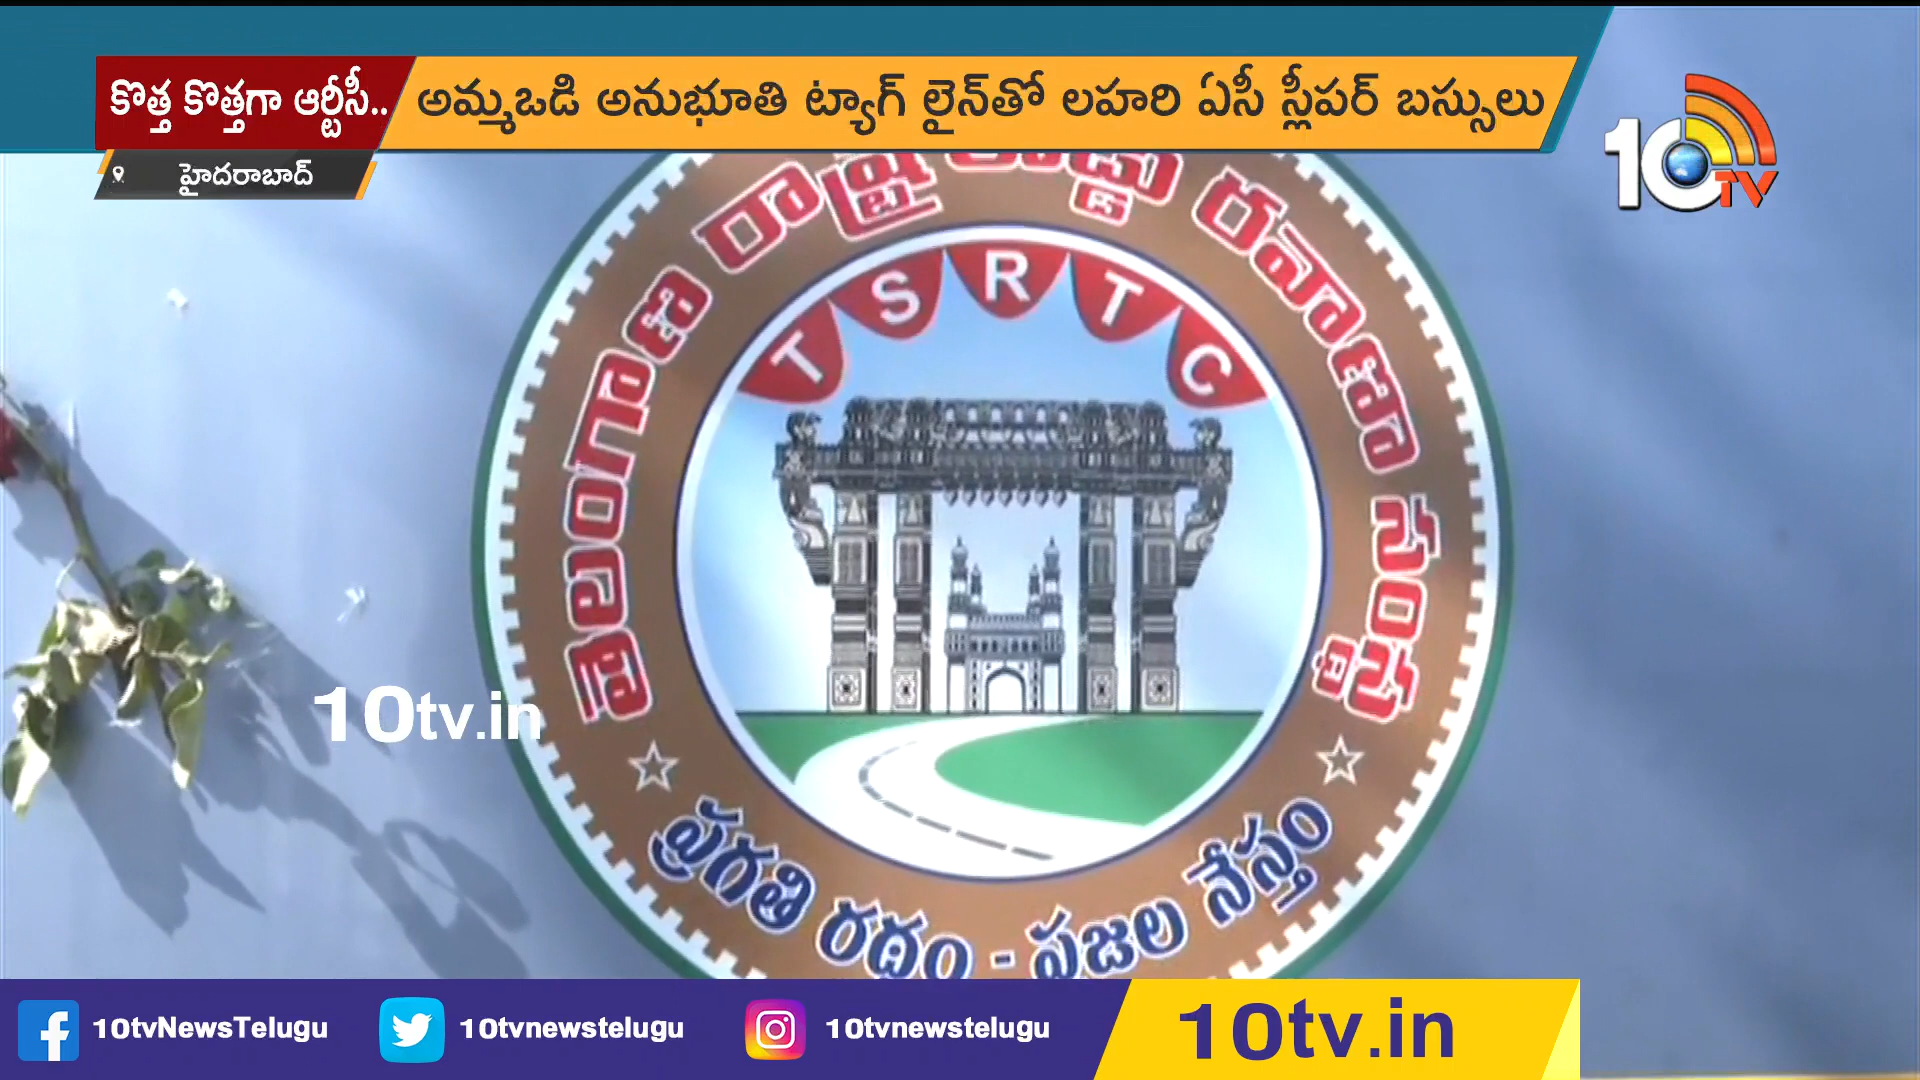 కొత్త కొత్తగా ఆర్టీసీ..
అమ్మఒడి అనుభూతి ట్యాగ్ లైన్‌తో లహరి ఏసీ స్లీపర్ బస్సులు
హైదరాబాద్
10TV
తెలంగాణ రాష్ట్ర రోడ్డు రవాణా సంస్థ
TSRTC
ప్రగతి రథం - ప్రజల నేస్తం
10tv.in
10tvNewsTelugu
10tvnewstelugu
10tvnewstelugu
10tv.in